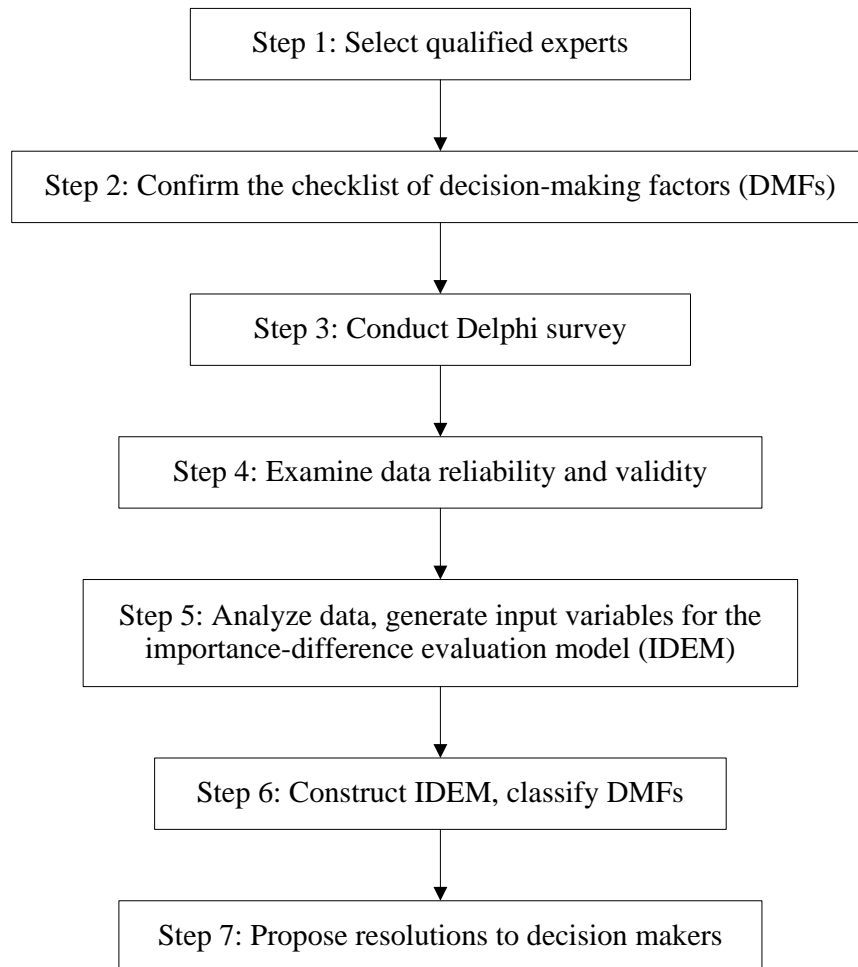 Step 1: Select qualified experts
Step 2: Confirm the checklist of decision-making factors (DMFs)
Step 3: Conduct Delphi survey
Step 4: Examine data reliability and validity
Step 5: Analyze data, generate input variables for the
importance-difference evaluation model (IDEM)
Step 6: Construct IDEM, classify DMFs
Step 7: Propose resolutions to decision makers